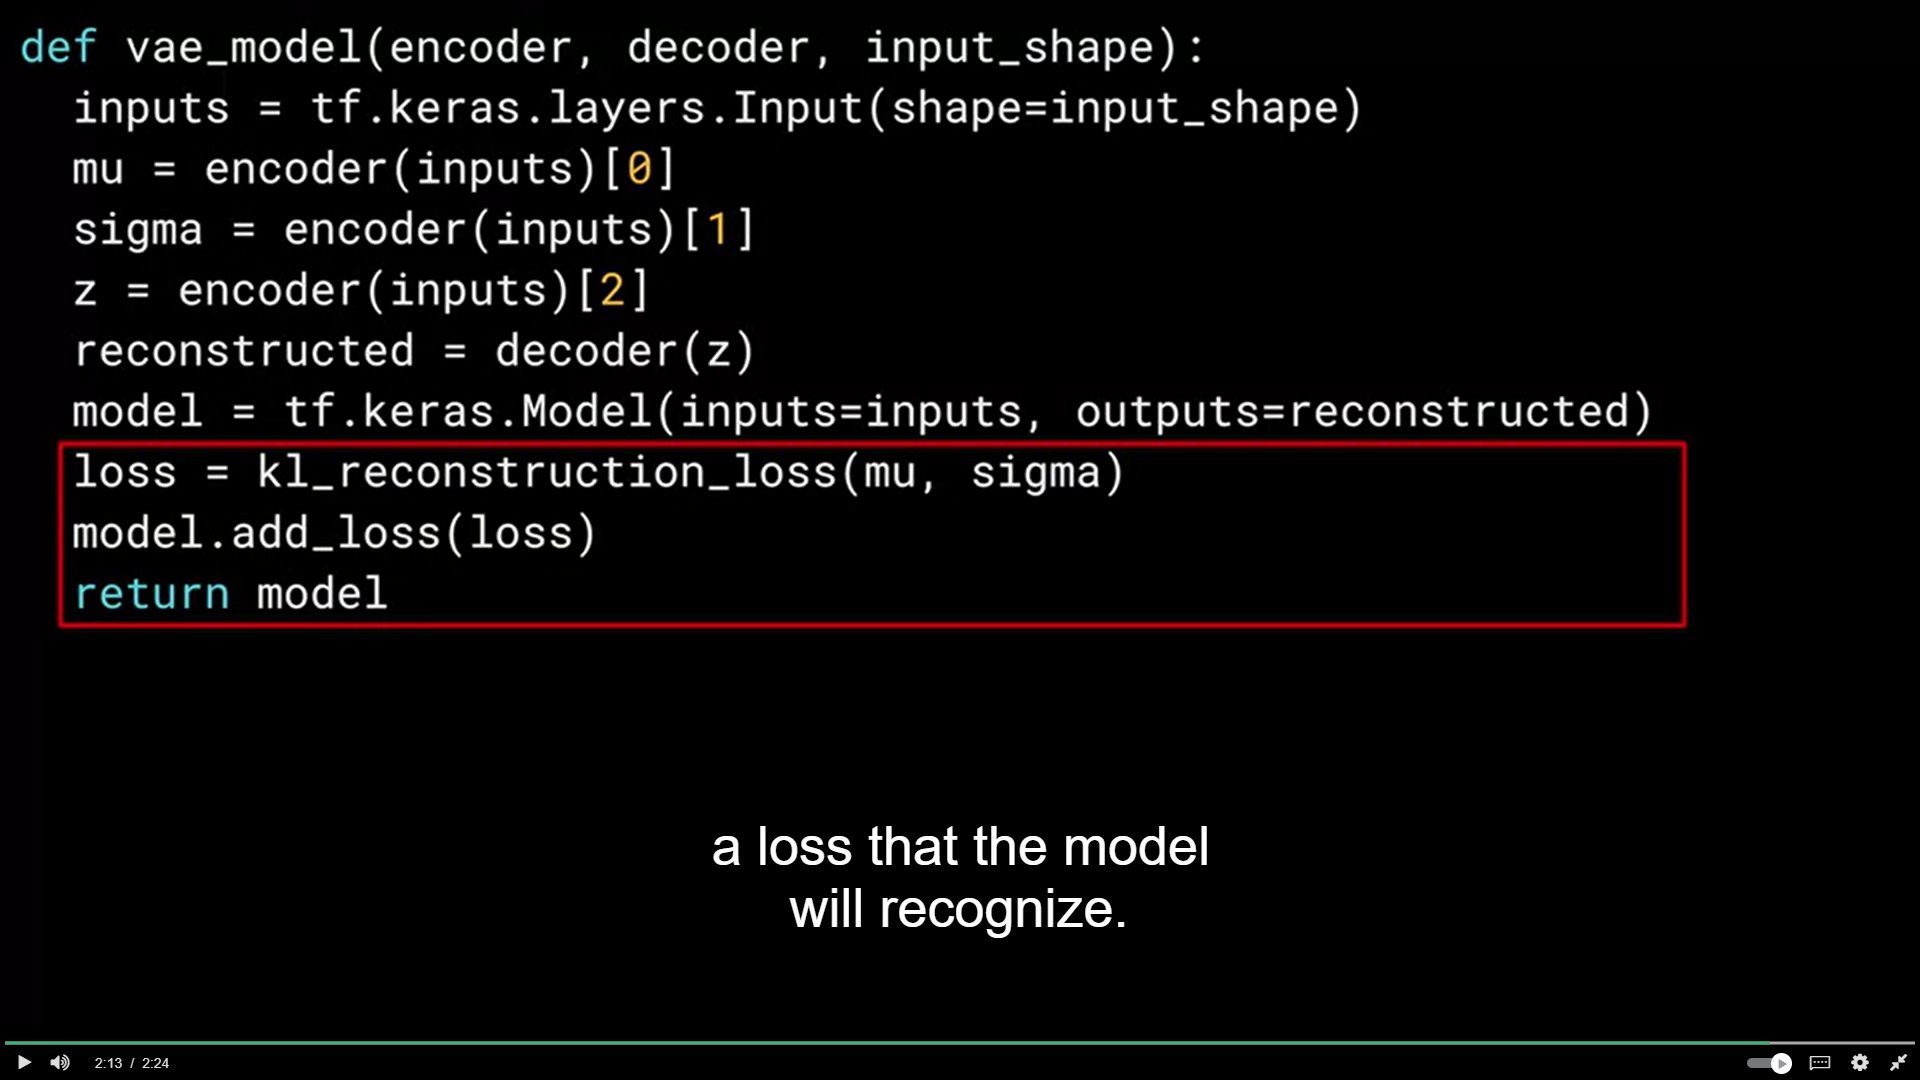 def vae_model(encoder, decoder, input_shape):
  inputs = tf.keras.layers.Input(shape=input_shape)
  mu = encoder(inputs)[0]
  sigma = encoder(inputs)[1]
  z = encoder(inputs)[2]
  reconstructed = decoder(z)
  model = tf.keras.Model(inputs=inputs, outputs=reconstructed)
  loss = kl_reconstruction_loss(mu, sigma)
  model.add_loss(loss)
  return model
a loss that the model
will recognize.
2:13 / 2:24